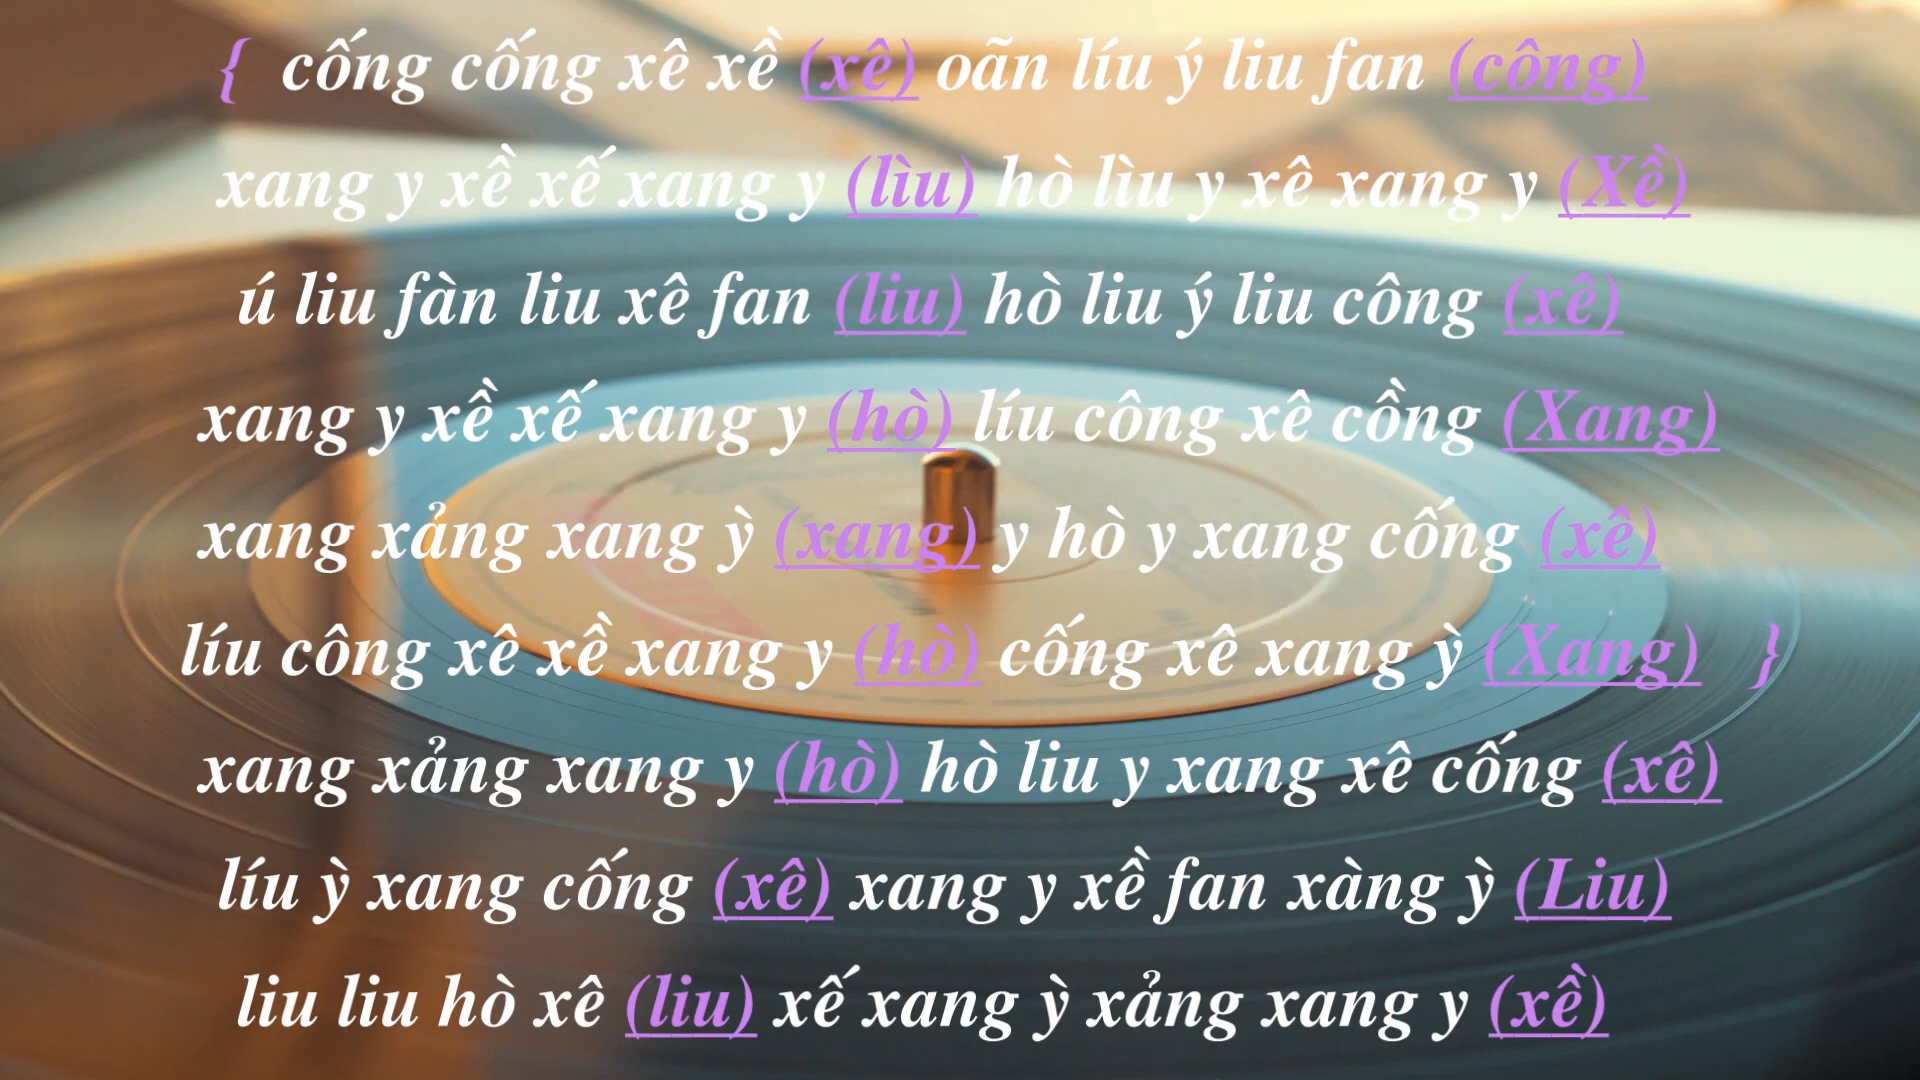 { cống cống xê xề (xê) oãn líu ý liu fan (công)
xang y xề xế xang y (lìu) hò lìu y xê xang y (Xề)
ú liu fàn liu xê fan (liu) hò liu ý liu công (xê)
xang y xề xế xang y (hò) líu công xê cồng (Xang)
xang xảng xang ỳ (xang) y hò y xang cống (xê)
líu công xê xề xang y (hò) cống xê xang ỳ (Xang) }
xang xảng xang y (hò) hò liu y xang xê cống (xê)
líu ỳ xang cống (xê) xang y xề fan xàng ỳ (Liu)
liu liu hò xê (liu) xế xang ỳ xảng xang y (xề)